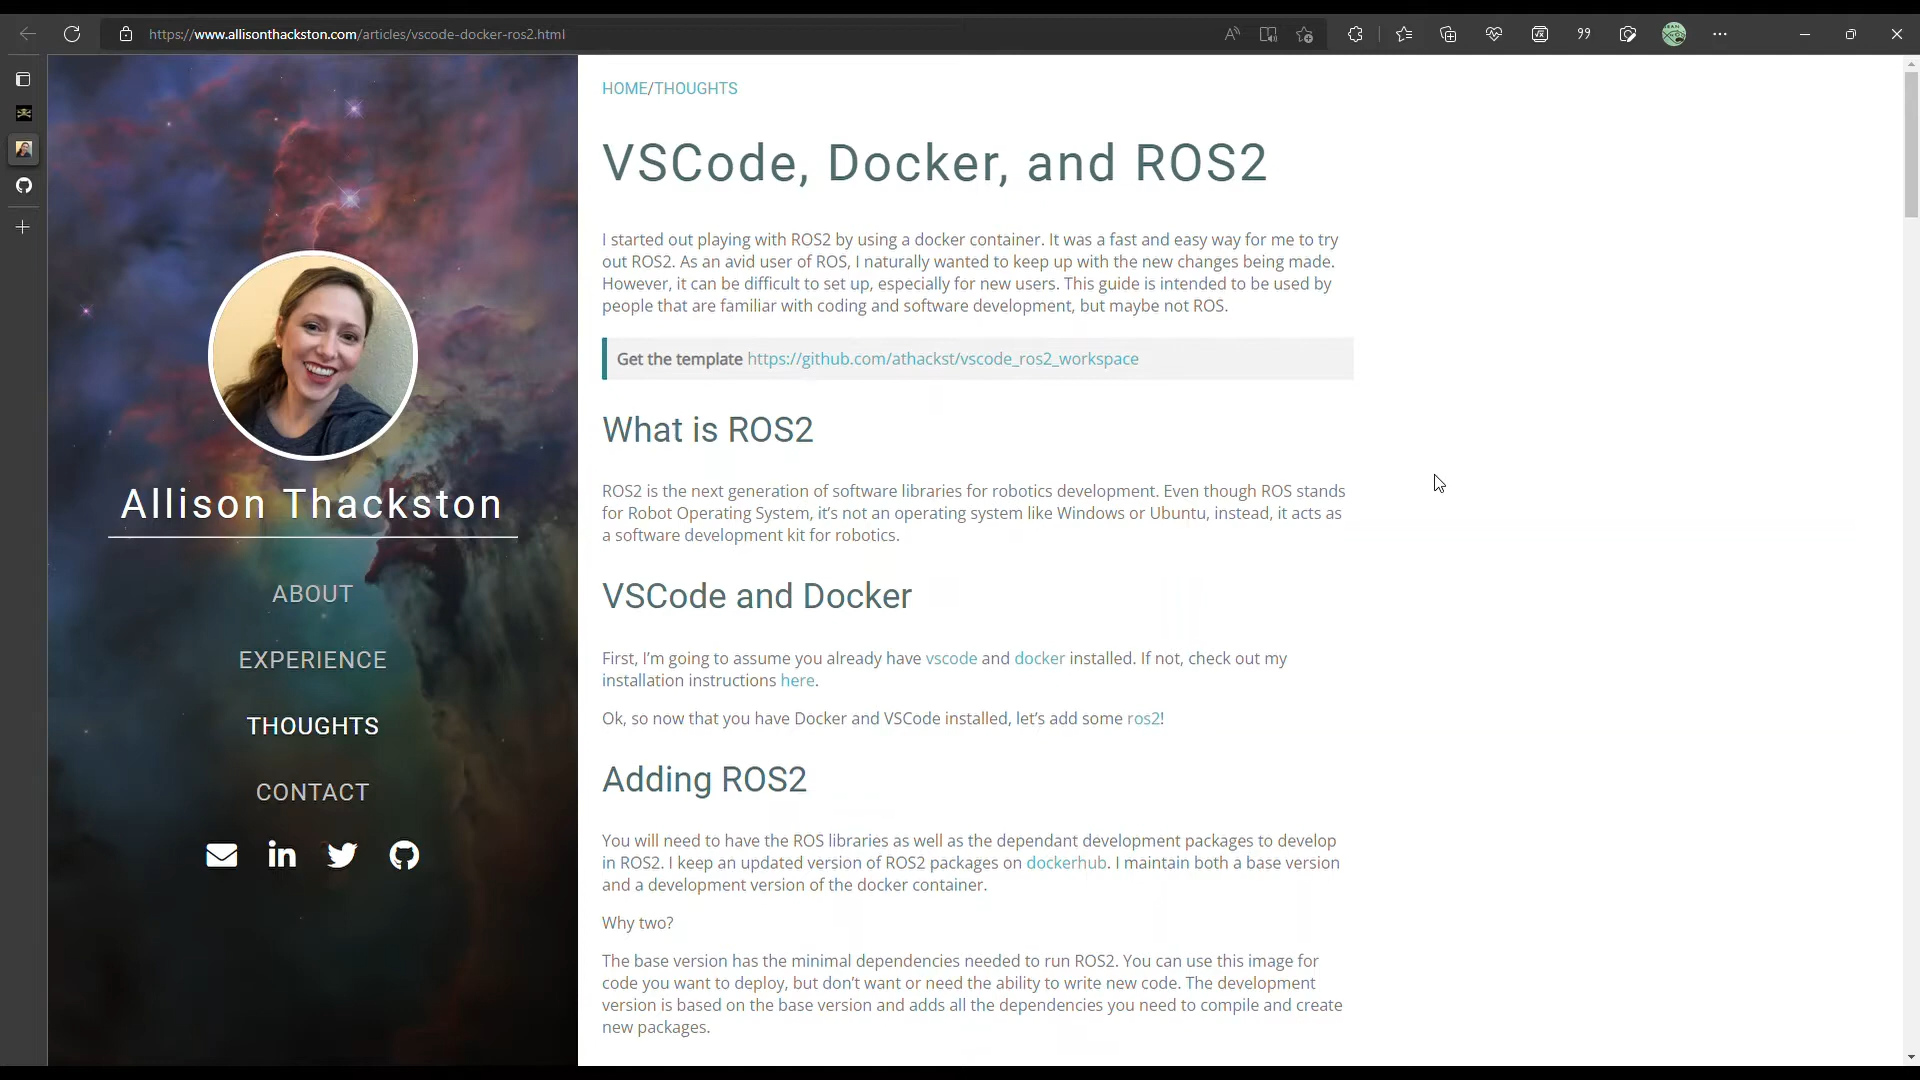 https://www.allisonthackston.com/articles/vscode-docker-ros2.html
HOME/THOUGHTS
VSCode, Docker, and ROS2
I started out playing with ROS2 by using a docker container. It was a fast and easy way for me to try
out ROS2. As an avid user of ROS, I naturally wanted to keep up with the new changes being made.
However, it can be difficult to set up, especially for new users. This guide is intended to be used by
people that are familiar with coding and software development, but maybe not ROS.
Get the template https://github.com/athackst/vscode_ros2_workspace
What is ROS2
ROS2 is the next generation of software libraries for robotics development. Even though ROS stands
for Robot Operating System, it’s not an operating system like Windows or Ubuntu, instead, it acts as
a software development kit for robotics.
VSCode and Docker
First, I’m going to assume you already have vscode and docker installed. If not, check out my
installation instructions here.
Ok, so now that you have Docker and VSCode installed, let’s add some ros2!
Adding ROS2
You will need to have the ROS libraries as well as the dependant development packages to develop
in ROS2. I keep an updated version of ROS2 packages on dockerhub. I maintain both a base version
and a development version of the docker container.
Why two?
The base version has the minimal dependencies needed to run ROS2. You can use this image for
code you want to deploy, but don’t want or need the ability to write new code. The development
version is based on the base version and adds all the dependencies you need to compile and create
new packages.
Allison Thackston
ABOUT
EXPERIENCE
THOUGHTS
CONTACT